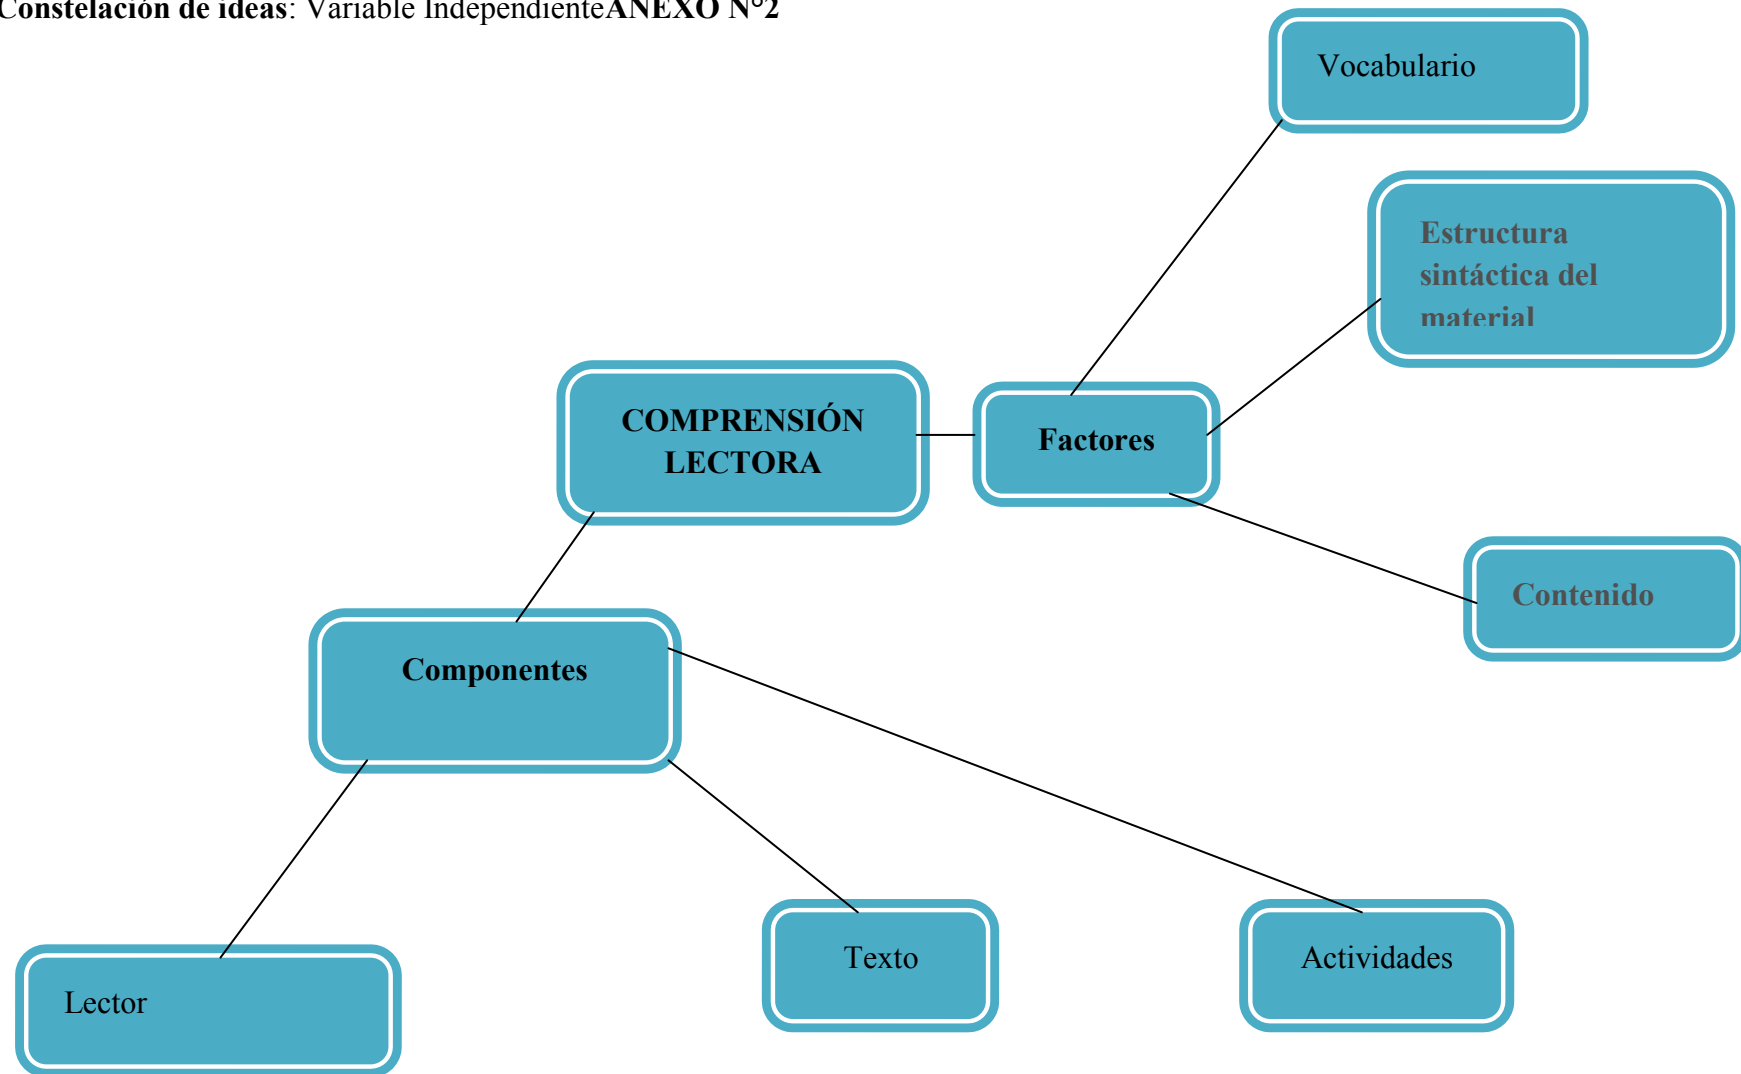 Constelación de ideas: Variable IndependienteANEXO N°2
Vocabulario
Estructura
sintáctica del
material
COMPRENSIÓN
LECTORA
Factores
Contenido
Componentes
Lector
Texto
Actividades